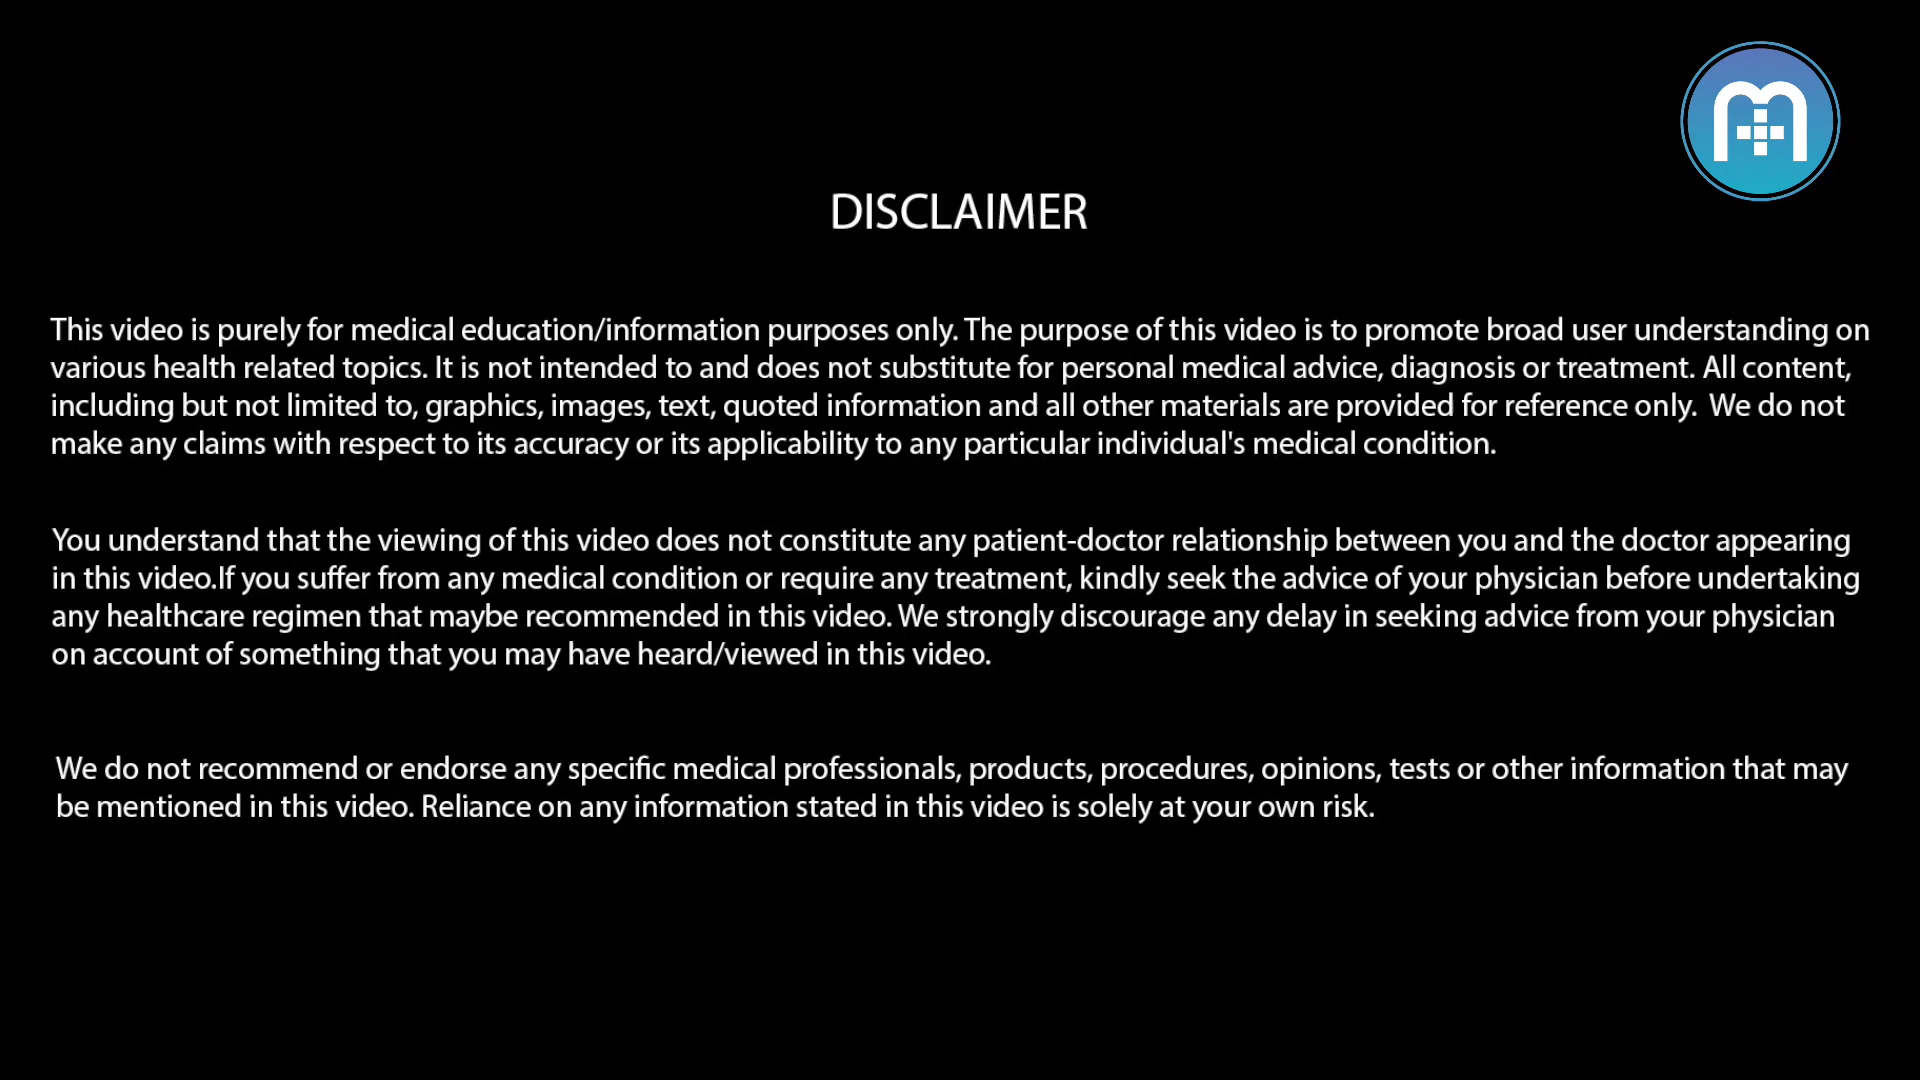 DISCLAIMER
This video is purely for medical education/information purposes only. The purpose of this video is to promote broad user understanding on
various health related topics. It is not intended to and does not substitute for personal medical advice, diagnosis or treatment. All content,
including but not limited to, graphics, images, text, quoted information and all other materials are provided for reference only.  We do not
make any claims with respect to its accuracy or its applicability to any particular individual's medical condition.
You understand that the viewing of this video does not constitute any patient-doctor relationship between you and the doctor appearing
in this video.If you suffer from any medical condition or require any treatment, kindly seek the advice of your physician before undertaking
any healthcare regimen that maybe recommended in this video. We strongly discourage any delay in seeking advice from your physician
on account of something that you may have heard/viewed in this video.
We do not recommend or endorse any specific medical professionals, products, procedures, opinions, tests or other information that may
be mentioned in this video. Reliance on any information stated in this video is solely at your own risk.